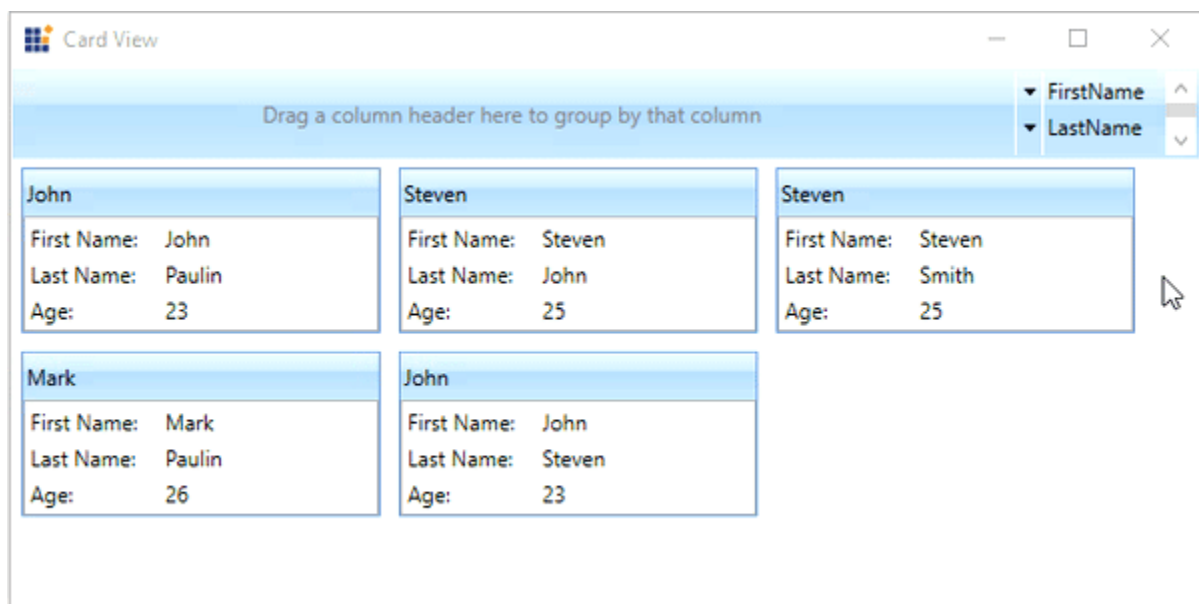 Card View
Drag a column header here to group by that column
FirstName
LastName
John
First Name: John
Last Name: Paulin
Age: 23
Steven
First Name: Steven
Last Name: John
Age: 25
Steven
First Name: Steven
Last Name: Smith
Age: 25
Mark
First Name: Mark
Last Name: Paulin
Age: 26
John
First Name: John
Last Name: Steven
Age: 23